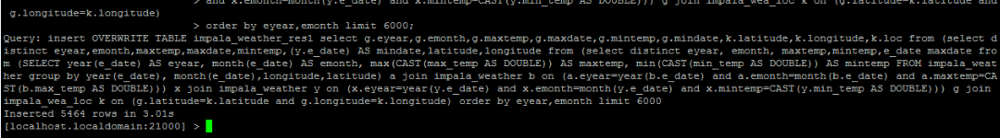 > and x.emonth=month(y.e_date) and x.mintemp=CAST(y.min_temp AS DOUBLE))) g join impala_wea_loc k on (g.latitude=k.latitude and
g.longitude=k.longitude)
> order by eyear,emonth limit 6000;
Query: insert OVERWRITE TABLE impala_weather_res1 select g.eyear,g.emonth,g.maxtemp,g.maxdate,g.mintemp,g.mindate,k.latitude,k.longitude,k.loc from (select d
istinct eyear,emonth,maxtemp,maxdate,mintemp,(y.e_date) AS mindate,latitude,longitude from (select distinct eyear, emonth, maxtemp,mintemp,e_date maxdate fro
m (SELECT year(e_date) AS eyear, month(e_date) AS emonth, max(CAST(max_temp AS DOUBLE)) AS maxtemp, min(CAST(min_temp AS DOUBLE)) AS mintemp FROM impala_weat
her group by year(e_date), month(e_date),longitude,latitude) a join impala_weather b on (a.eyear=year(b.e_date) and a.emonth=month(b.e_date) and a.maxtemp=CA
ST(b.max_temp AS DOUBLE))) x join impala_weather y on (x.eyear=year(y.e_date) and x.emonth=month(y.e_date) and x.mintemp=CAST(y.min_temp AS DOUBLE))) g join
impala_wea_loc k on (g.latitude=k.latitude and g.longitude=k.longitude) order by eyear,emonth limit 6000
Inserted 5464 rows in 3.01s
[localhost.localdomain:21000] >